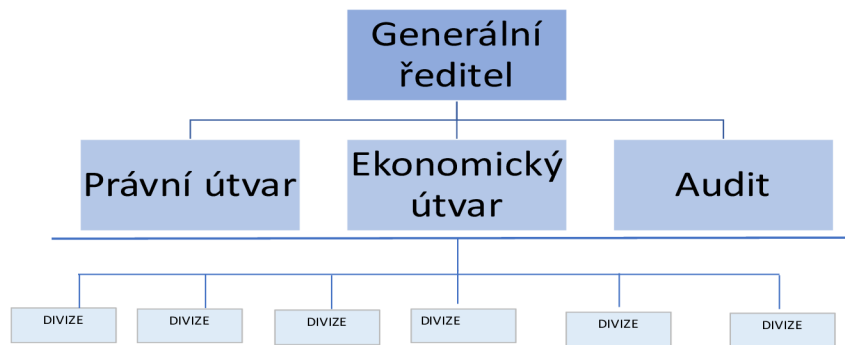 Generální
ředitel
Právní útvar
Ekonomický
útvar
Audit
DIVIZE
DIVIZE
DIVIZE
DIVIZE
DIVIZE
DIVIZE